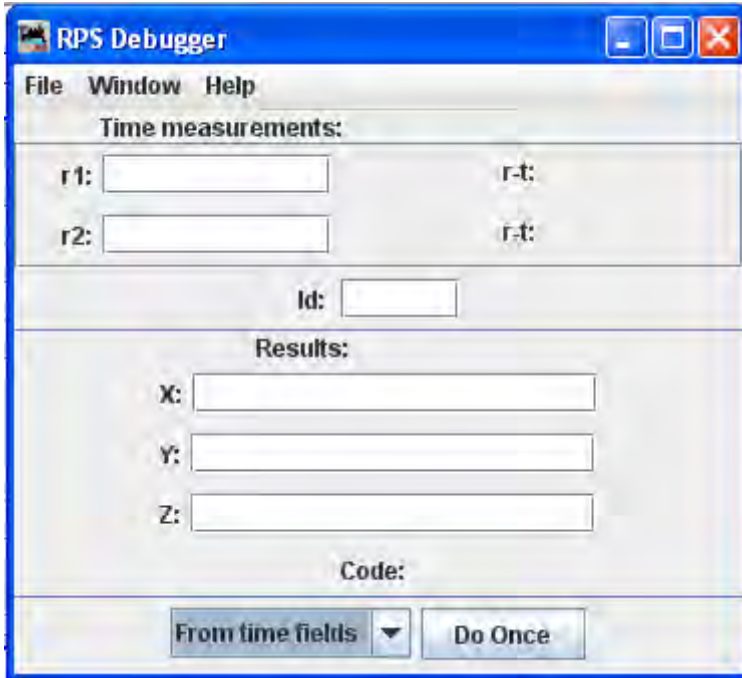 RPS Debugger
File Window Help
Time measurements:
r1: r-t:
r2: r-t:
Id:
Results:
X:
Y:
Z:
Code:
From time fields Do Once